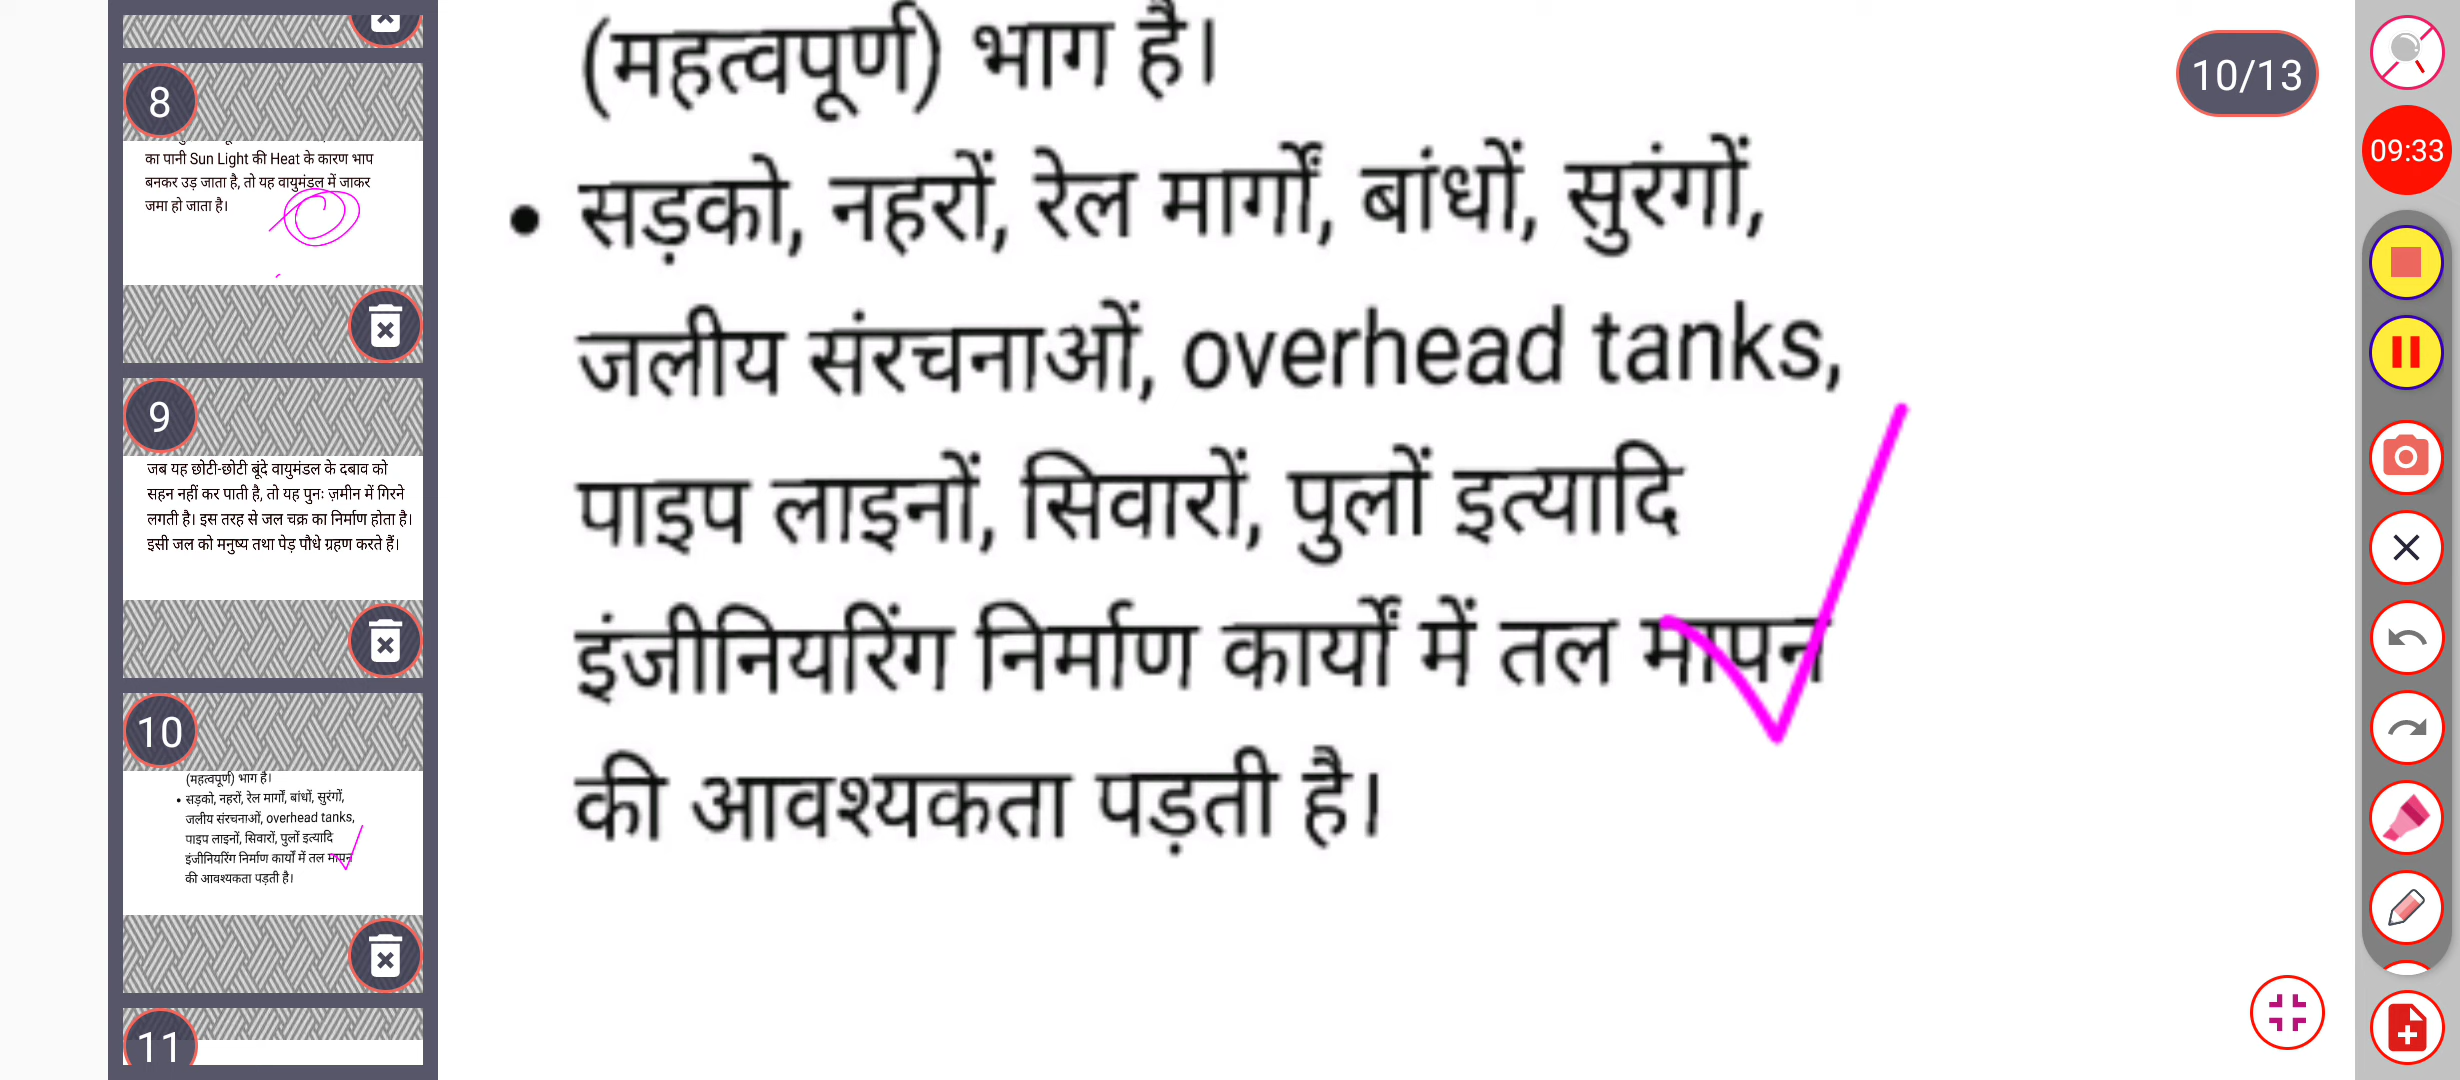 8
का पानी Sun Light की Heat के कारण भाप
बनकर उड़ जाता है, तो यह वायुमंडल में जाकर
जमा हो जाता है।
9
जब यह छोटी-छोटी बूंदे वायुमंडल के दबाव को
सहन नहीं कर पाती है, तो यह पुनः ज़मीन में गिरने
लगती है। इस तरह से जल चक्र का निर्माण होता है।
इसी जल को मनुष्य तथा पेड़ पौधे ग्रहण करते हैं।
10
(महत्वपूर्ण) भाग है।
• सड़को, नहरों, रेल मार्गों, बांधों, सुरंगों,
जलीय संरचनाओं, overhead tanks,
पाइप लाइनों, सिवारों, पुलों इत्यादि
इंजीनियरिंग निर्माण कार्यों में तल मापन
की आवश्यकता पड़ती है।
11
(महत्वपूर्ण) भाग है।
• सड़को, नहरों, रेल मार्गों, बांधों, सुरंगों,
जलीय संरचनाओं, overhead tanks,
पाइप लाइनों, सिवारों, पुलों इत्यादि
इंजीनियरिंग निर्माण कार्यों में तल मापन
की आवश्यकता पड़ती है।
10/13
09:33